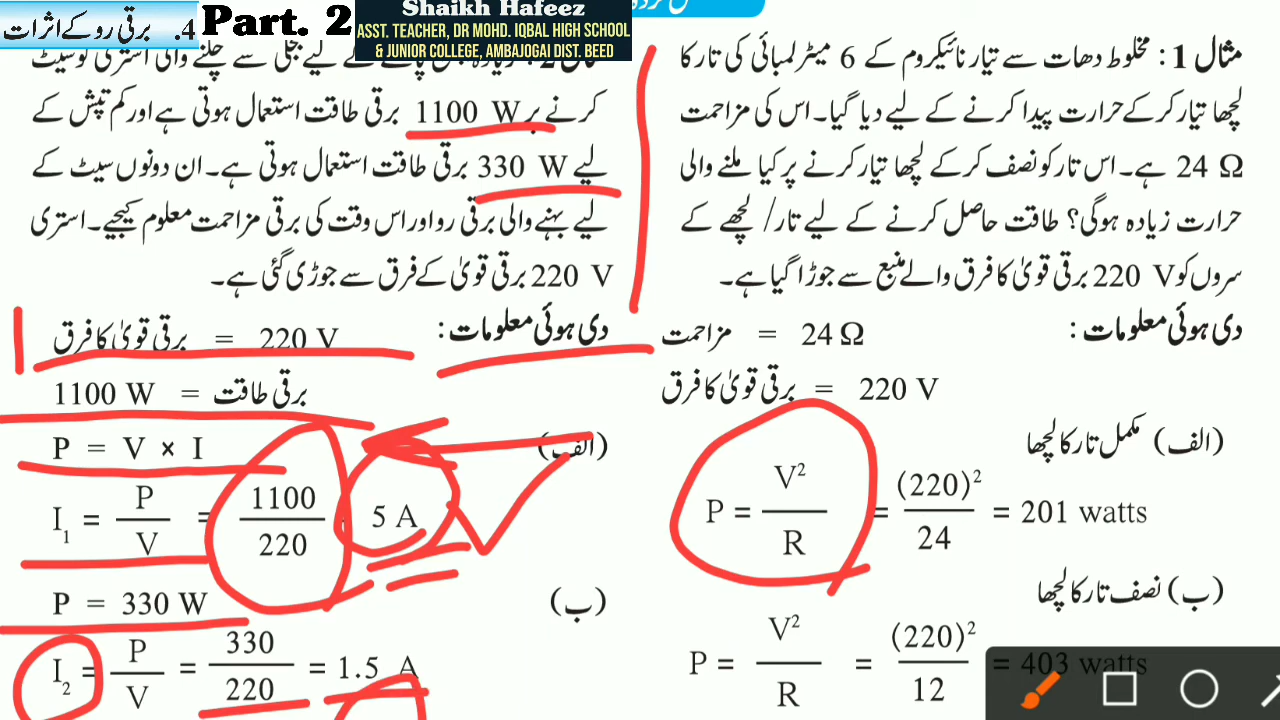 4. برقی رو کے اثرات
Part. 2
Shaikh Hafeez
ASST. TEACHER, DR MOHD. IQBAL HIGH SCHOOL
& JUNIOR COLLEGE, AMBAJOGAI DIST. BEED
مثال 1 : مخلوط دھات سے تیار نائیکروم کے 6 میٹر لمبائی کی تار کا
لچھا تیار کر کے حرارت پیدا کرنے کے لیے دیا گیا۔ اس کی مزاحمت
24 Ω ہے۔ اس تار کو نصف کر کے لچھا تیار کرنے پر کیا ملنے والی
حرارت زیادہ ہوگی؟ طاقت حاصل کرنے کے لیے تار/ لچھے کے
سروں کو 220 V برقی قویٰ کا فرق والے منبع سے جوڑا گیا ہے۔
دی ہوئی معلومات :
مزاحمت = 24 Ω
برقی قویٰ کا فرق = 220 V
(الف) مکمل تار کا لچھا
P = V²/R = (220)²/24 = 201 watts
(ب) نصف تار کا لچھا
P = V²/R = (220)²/12 = 403 watts
لیے بجلی سے چلنے والی استری کو سیٹ
کرنے پر 1100 W برقی طاقت استعمال ہوتی ہے اور کم تپش کے
لیے 330 W برقی طاقت استعمال ہوتی ہے۔ ان دونوں سیٹ کے
لیے بہنے والی برقی رو اور اس وقت کی برقی مزاحمت معلوم کیجیے۔ استری
220 V برقی قویٰ کے فرق سے جوڑی گئی ہے۔
دی ہوئی معلومات :
برقی قویٰ کا فرق = 220 V
برقی طاقت = 1100 W
(الف) P = V × I
I₁ = P/V = 1100/220 = 5 A
(ب) P = 330 W
I₂ = P/V = 330/220 = 1.5 A